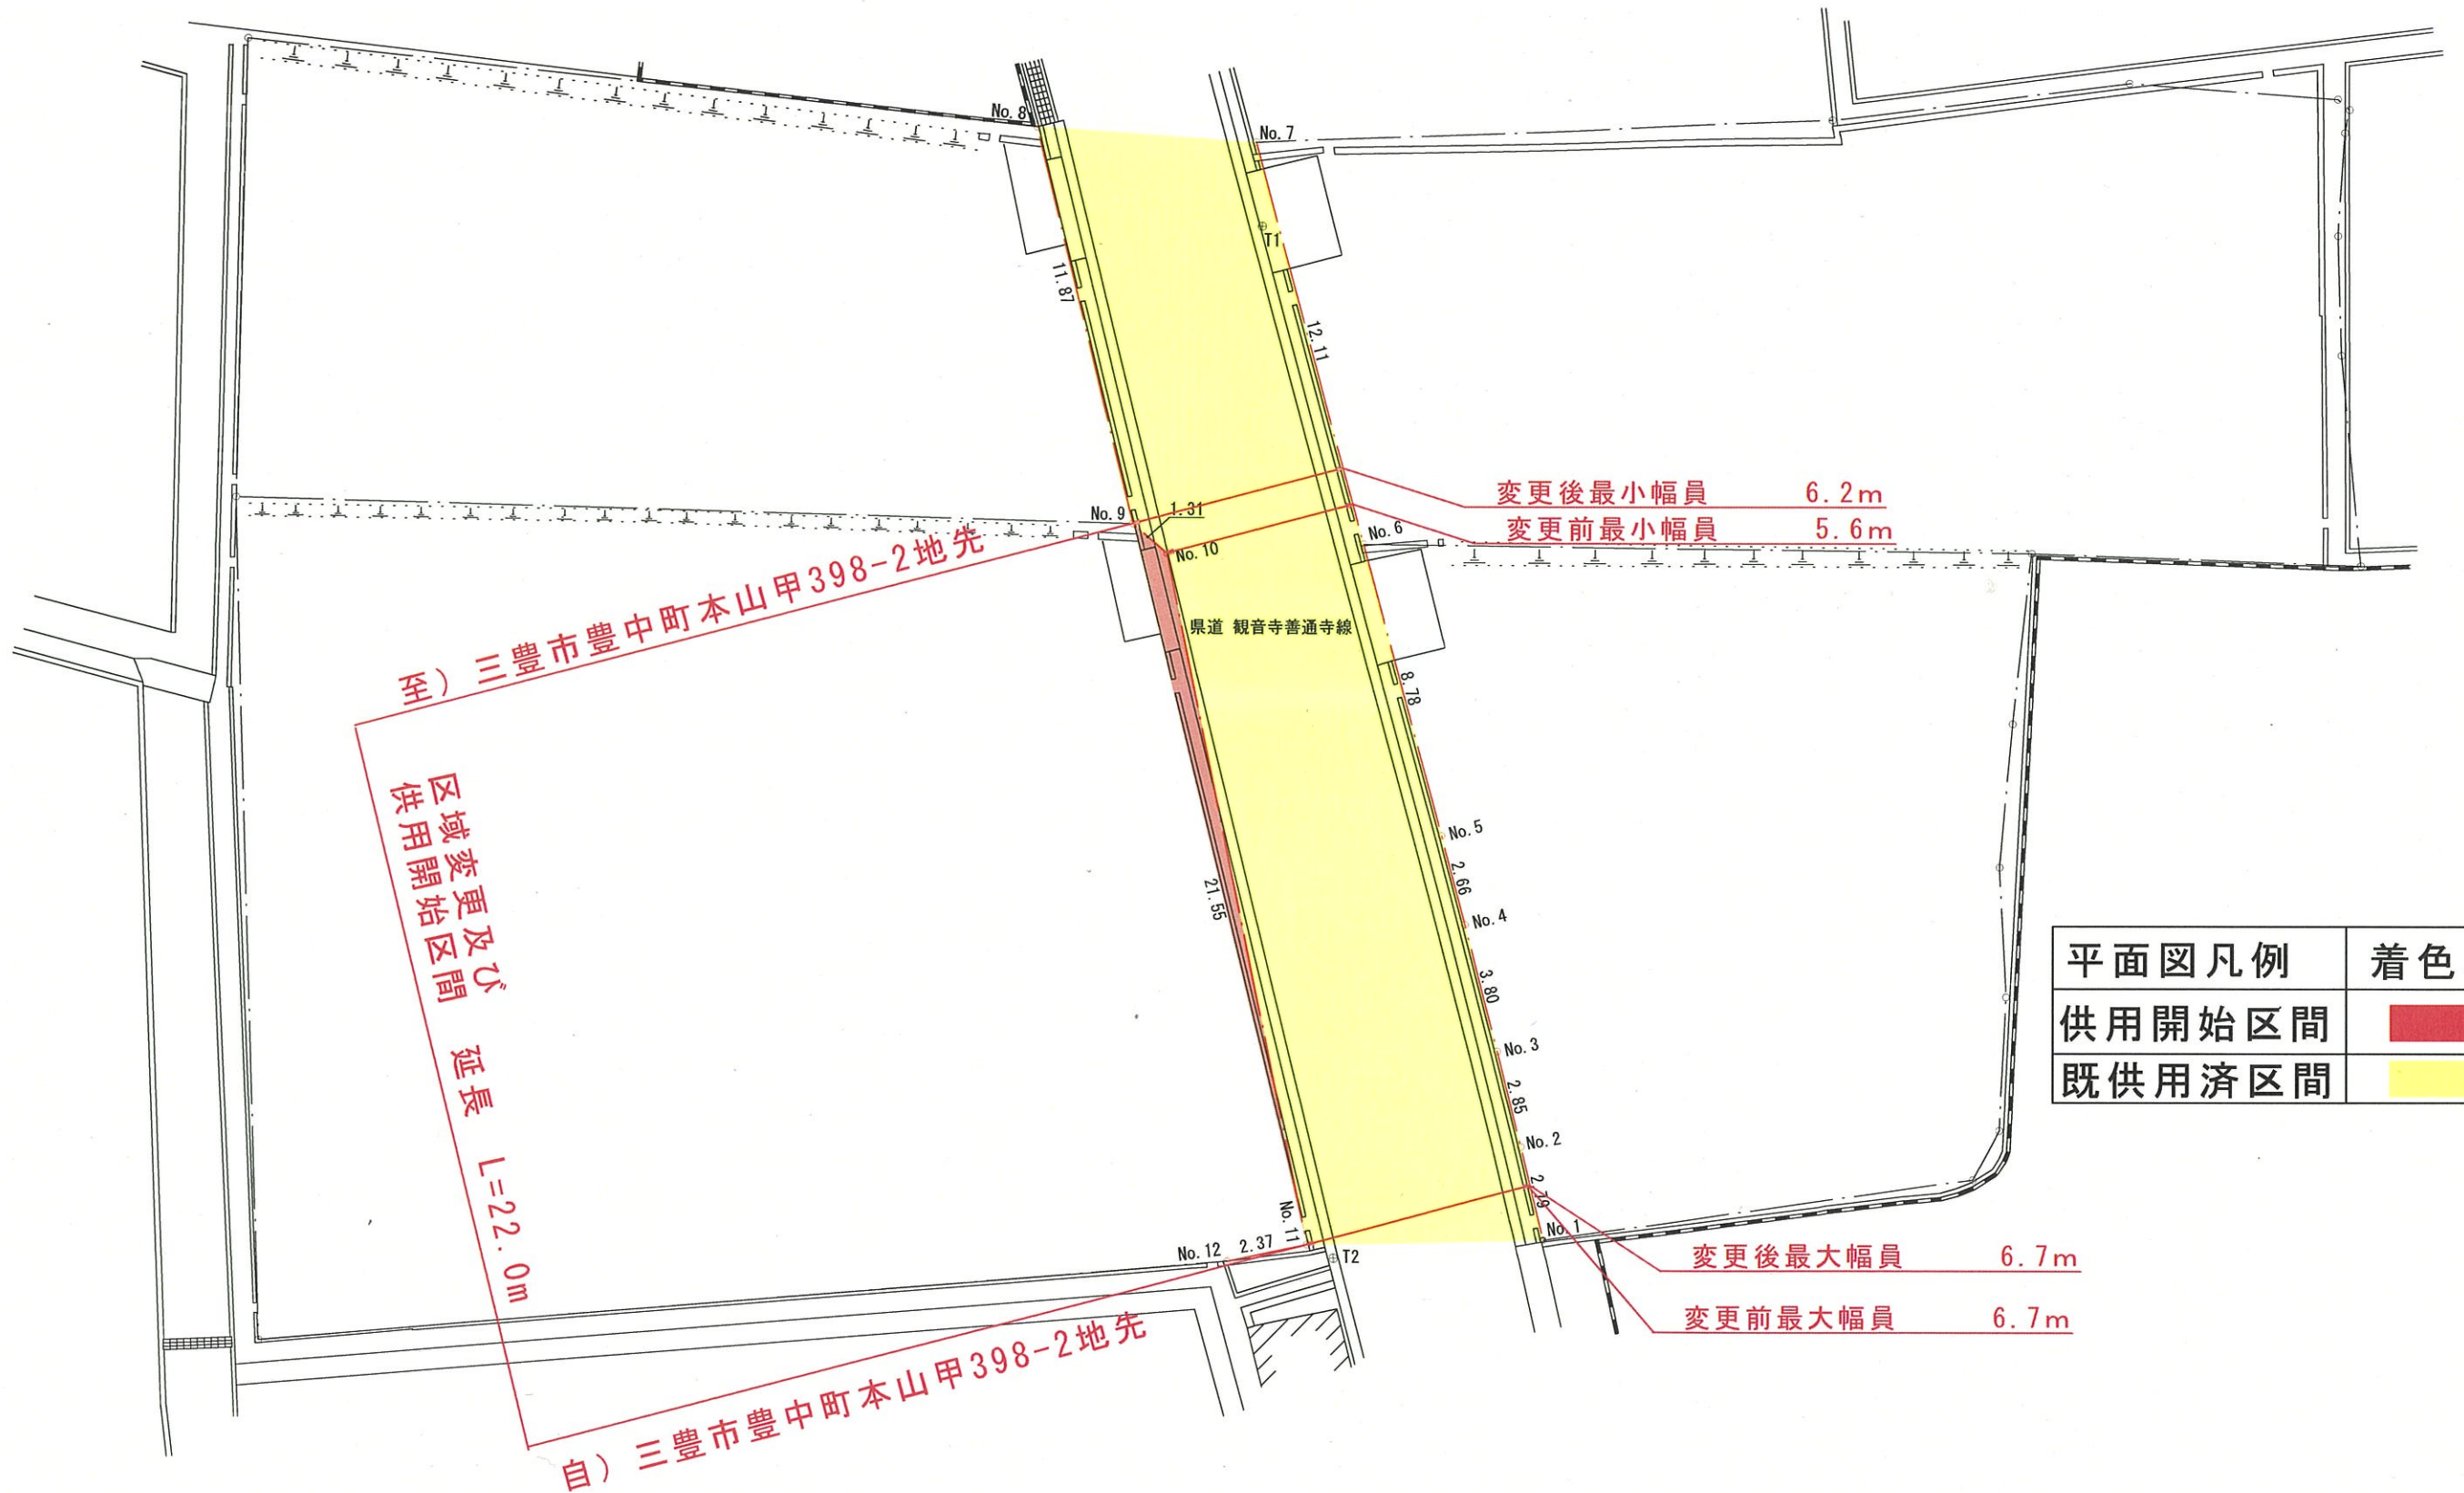 No.8
No.7
T1
11.87
12.11
変更後最小幅員 6.2m
変更前最小幅員 5.6m
No.9
1.31
No.10
No.6
至）三豊市豊中町本山甲398-2地先
県道 観音寺善通寺線
8.78
区域変更及び
供用開始区間 延長 L=22.0m
No.5
2.66
21.55
No.4
3.80
No.3
2.85
No.2
2.79
No.1
No.11
No.12
2.37
T2
変更後最大幅員 6.7m
変更前最大幅員 6.7m
自）三豊市豊中町本山甲398-2地先
平面図凡例 着色
供用開始区間
既供用済区間